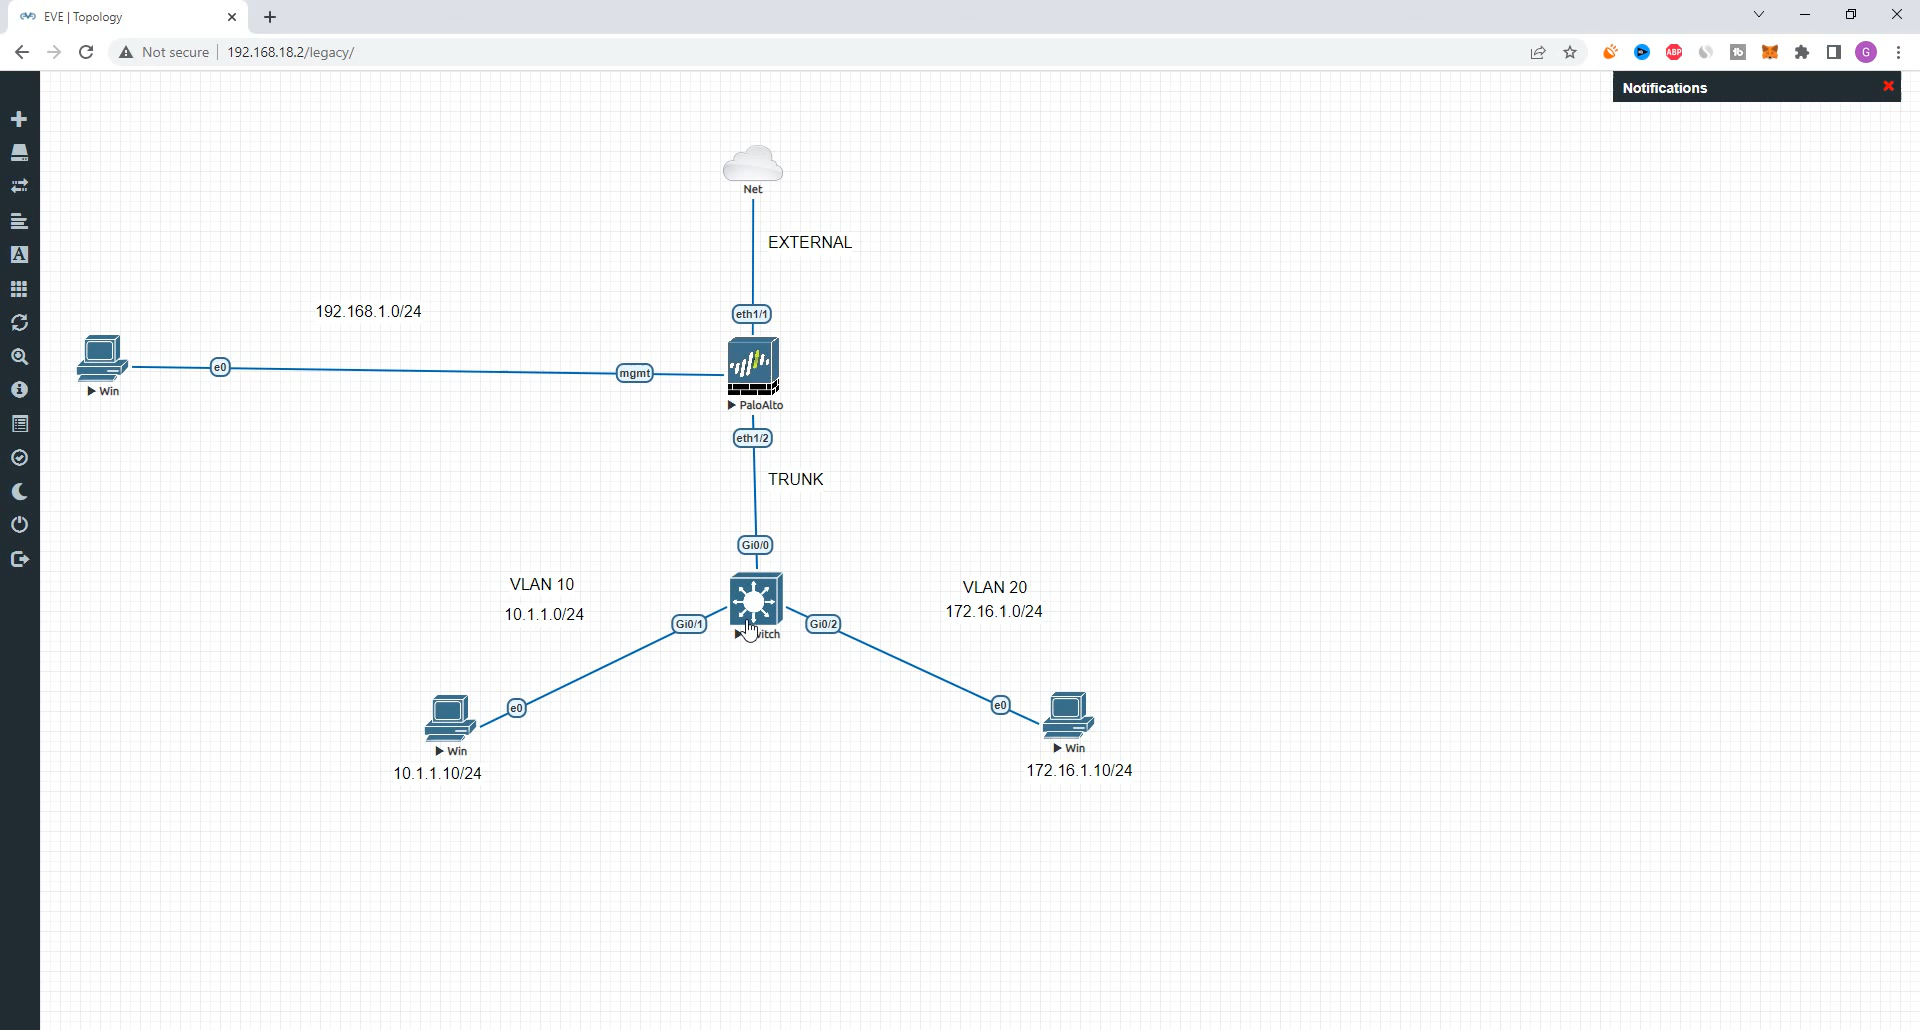 EVE | Topology
Not secure
192.168.18.2/legacy/
ABP
G
Notifications
Net
EXTERNAL
192.168.1.0/24
eth1/1
e0
mgmt
Win
PaloAlto
eth1/2
TRUNK
Gi0/0
VLAN 10
VLAN 20
10.1.1.0/24
172.16.1.0/24
Gi0/1
Gi0/2
itch
e0
e0
Win
Win
10.1.1.10/24
172.16.1.10/24